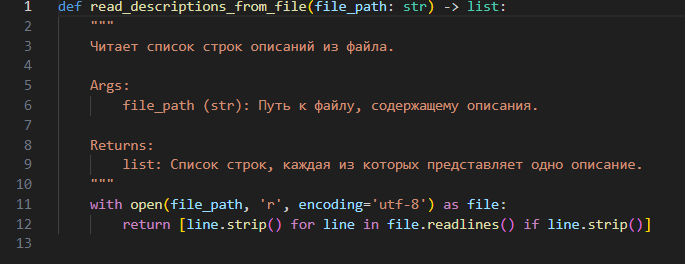 1 def read_descriptions_from_file(file_path: str) -> list:
2 """
3 Читает список строк описаний из файла.
4
5 Args:
6 file_path (str): Путь к файлу, содержащему описания.
7
8 Returns:
9 list: Список строк, каждая из которых представляет одно описание.
10 """
11 with open(file_path, 'r', encoding='utf-8') as file:
12 return [line.strip() for line in file.readlines() if line.strip()]
13